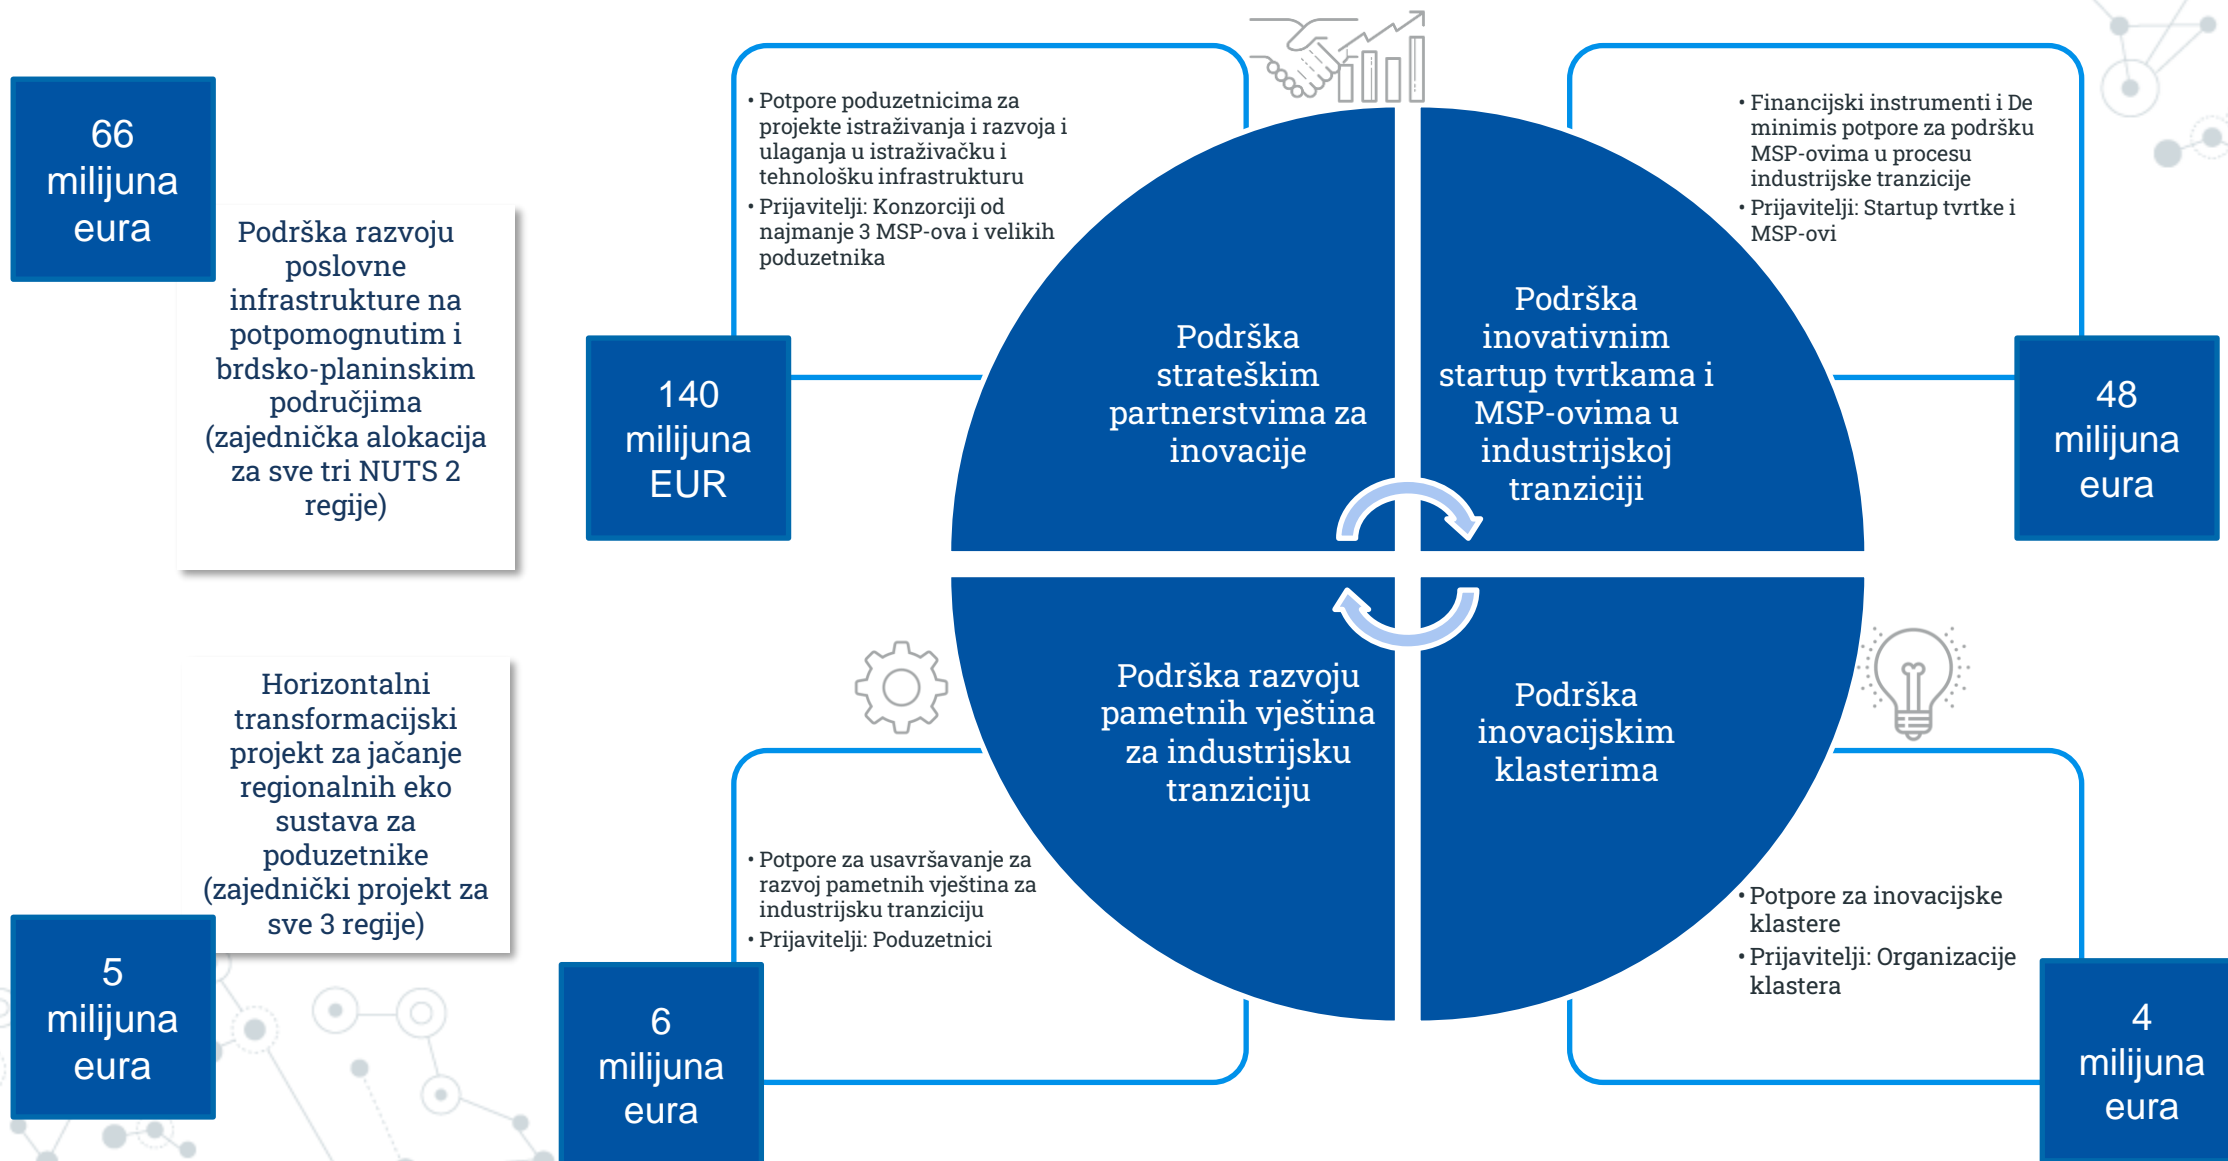 66
milijuna
eura
Podrška razvoju
poslovne
infrastrukture na
potpomognutim i
brdsko-planinskim
područjima
(zajednička alokacija
za sve tri NUTS 2
regije)
Horizontalni
transformacijski
projekt za jačanje
regionalnih eko
sustava za
poduzetnike
(zajednički projekt za
sve 3 regije)
5
milijuna
eura
• Potpore poduzetnicima za
projekte istraživanja i razvoja i
ulaganja u istraživačku i
tehnološku infrastrukturu
• Prijavitelji: Konzorciji od
najmanje 3 MSP-ova i velikih
poduzetnika
140
milijuna
EUR
Podrška
strateškim
partnerstvima za
inovacije
Podrška
inovativnim
startup tvrtkama i
MSP-ovima u
industrijskoj
tranziciji
• Financijski instrumenti i De
minimis potpore za podršku
MSP-ovima u procesu
industrijske tranzicije
• Prijavitelji: Startup tvrtke i
MSP-ovi
48
milijuna
eura
Podrška razvoju
pametnih vještina
za industrijsku
tranziciju
• Potpore za usavršavanje za
razvoj pametnih vještina za
industrijsku tranziciju
• Prijavitelji: Poduzetnici
6
milijuna
eura
Podrška
inovacijskim
klasterima
• Potpore za inovacijske
klastere
• Prijavitelji: Organizacije
klastera
4
milijuna
eura